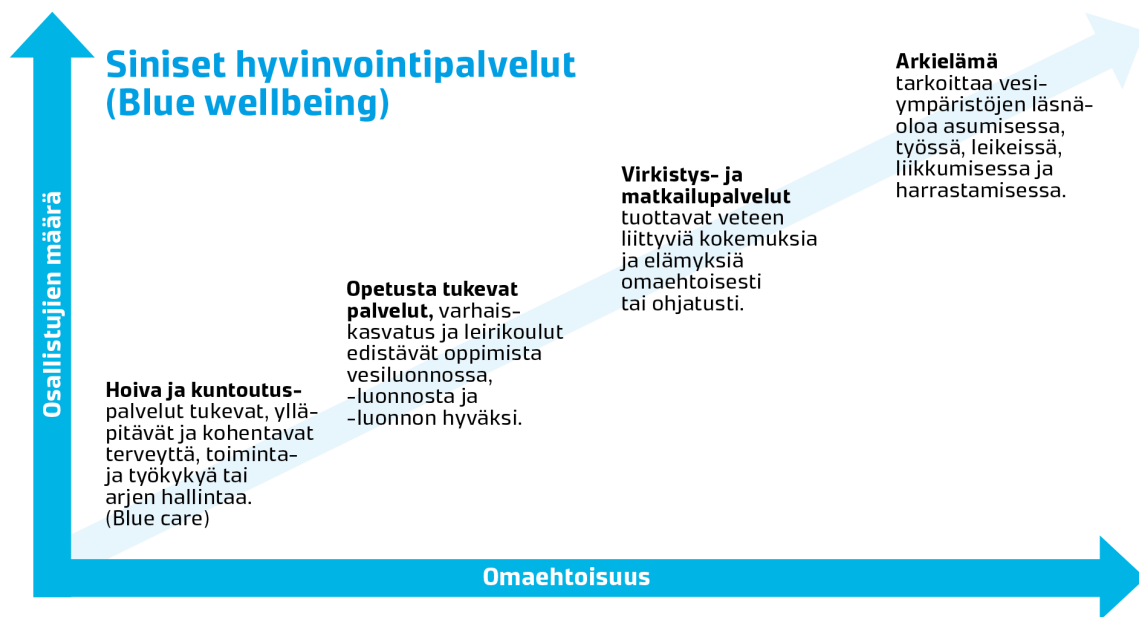 Siniset hyvinvointipalvelut
(Blue wellbeing)
Osallistujien määrä
Hoiva ja kuntoutus-
palvelut tukevat, yllä-
pitävät ja kohentavat
terveyttä, toiminta-
ja työkykyä tai
arjen hallintaa.
(Blue care)
Opetusta tukevat
palvelut, varhais-
kasvatus ja leirikoulut
edistävät oppimista
vesiluonnossa,
-luonnosta ja
-luonnon hyväksi.
Virkistys- ja
matkailupalvelut
tuottavat veteen
liittyviä kokemuksia
ja elämyksiä
omaehtoisesti
tai ohjatusti.
Arkielämä
tarkoittaa vesi-
ympäristöjen läsnä-
oloa asumisessa,
työssä, leikeissä,
liikkumisessa ja
harrastamisessa.
Omaehtoisuus